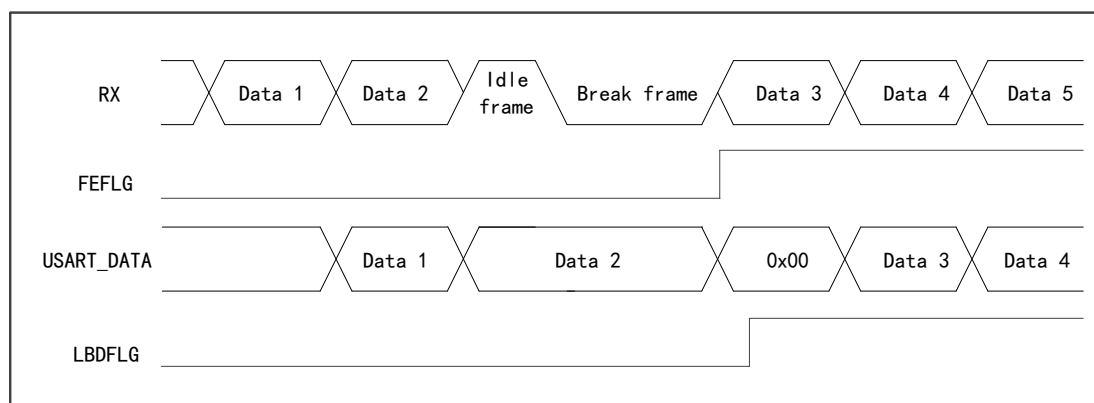 RX Data 1 Data 2 Idle frame Break frame Data 3 Data 4 Data 5
FEFLG
USART_DATA Data 1 Data 2 0x00 Data 3 Data 4
LBDFLG